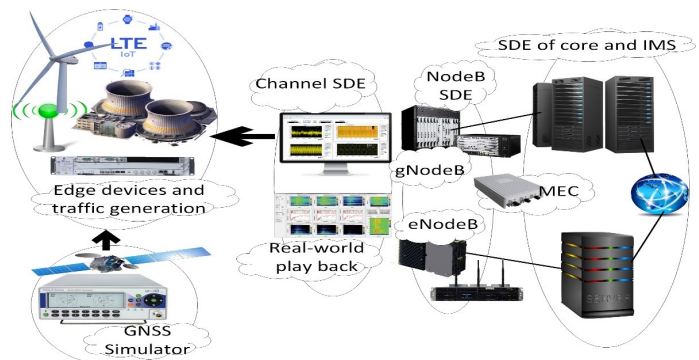 LTE
IoT
Edge devices and
traffic generation
GNSS
Simulator
Channel SDE
Real-world
play back
NodeB
SDE
gNodeB
eNodeB
MEC
SDE of core and IMS